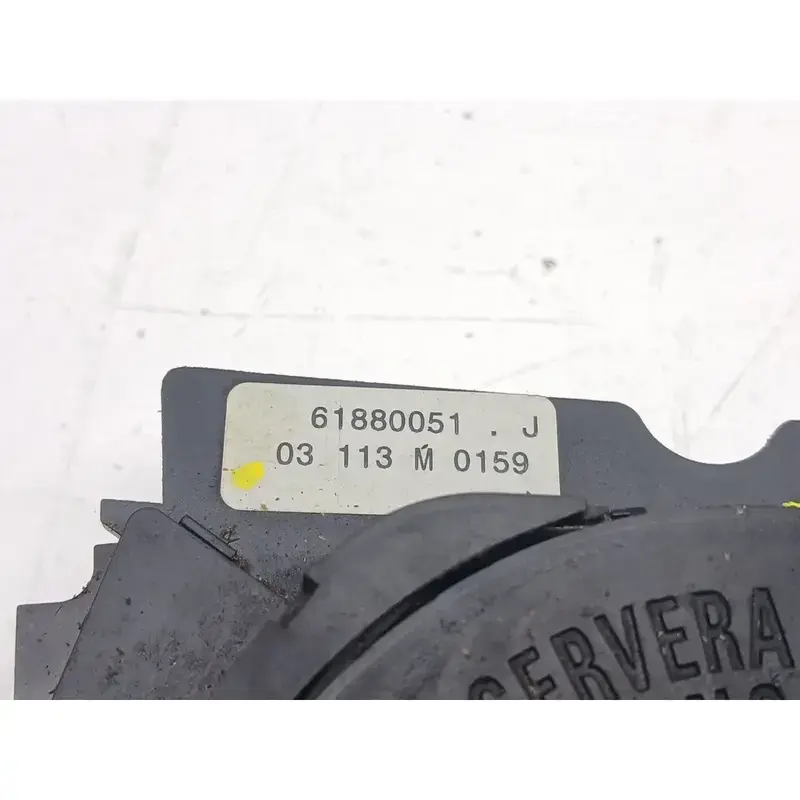 61880051 . J
03 113 M 0159
SERVERA